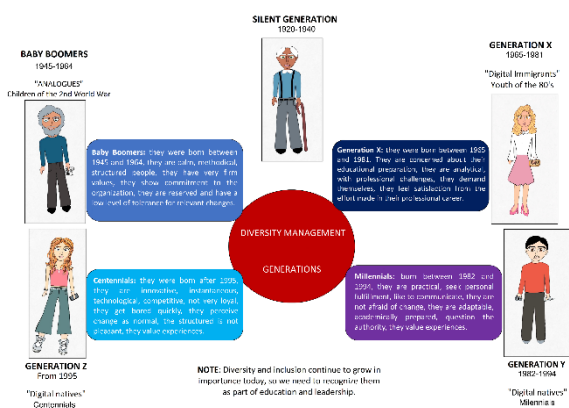 SILENT GENERATION
1920-1940
BABY BOOMERS
1945-1964
"ANALOGUES"
Children of the 2nd World War
GENERATION X
1965-1981
"Digital Immigrants"
Youth of the 80's
Baby Boomers: they were born between
1945 and 1964, they are calm, methodical,
structured people, they have very firm
values, they show commitment to the
organization, they are reserved and have a
low level of tolerance for relevant changes.
Generation X: they were born between 1965
and 1981. They are concerned about their
educational preparation, they are analytical,
with professional challenges, they demand
themselves, they feel satisfaction from the
effort made in their professional career.
DIVERSITY MANAGEMENT
GENERATIONS
Centennials: they were born after 1995,
they are innovative, instantaneous,
technological, competitive, not very loyal,
they get bored quickly, they perceive
change as normal, the structured is not
pleasant, they value experiences.
Millennials: born between 1982 and
1994, they are practical, seek personal
fulfillment, like to communicate, they are
not afraid of change, they are adaptable,
academically prepared, question the
authority, they value experiences.
GENERATION Z
From 1995
"Digital natives"
Centennials
NOTE: Diversity and inclusion continue to grow in
importance today, so we need to recognize them
as part of education and leadership.
GENERATION Y
1982-1994
"Digital natives"
Milennials